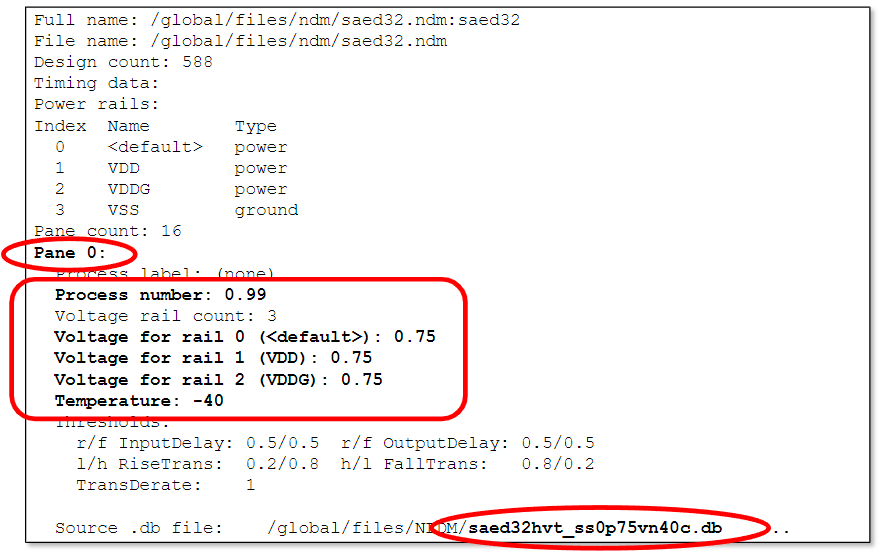 Full name: /global/files/ndm/saed32.ndm:saed32
File name: /global/files/ndm/saed32.ndm
Design count: 588
Timing data:
Power rails:
Index  Name        Type
  0    <default>   power
  1    VDD         power
  2    VDDG        power
  3    VSS         ground
Pane count: 16
Pane 0:
  Process label: (none)
  Process number: 0.99
  Voltage rail count: 3
  Voltage for rail 0 (<default>): 0.75
  Voltage for rail 1 (VDD): 0.75
  Voltage for rail 2 (VDDG): 0.75
  Temperature: -40
  Thresholds:
    r/f InputDelay: 0.5/0.5  r/f OutputDelay: 0.5/0.5
    l/h RiseTrans:  0.2/0.8  h/l FallTrans:   0.8/0.2
    TransDerate:    1
  Source .db file:    /global/files/NLDM/saed32hvt_ss0p75vn40c.db ...